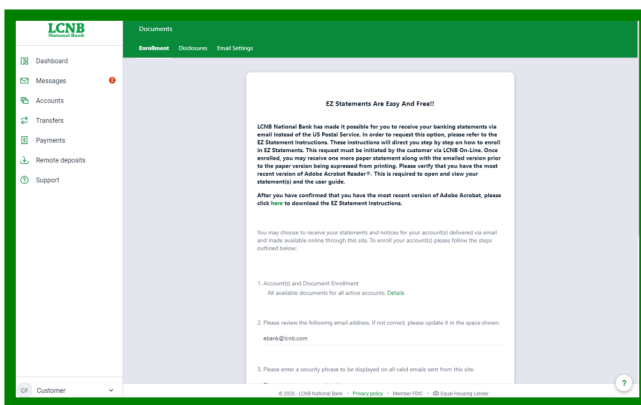 LCNB
National Bank
Documents
Enrollment Disclosures Email Settings
Dashboard
Messages 2
Accounts
Transfers
Payments
Remote deposits
Support
EZ Statements Are Easy And Free!!
LCNB National Bank has made it possible for you to receive your banking statements via
email instead of the US Postal Service. In order to request this option, please refer to the
EZ Statement Instructions. These instructions will direct you step by step on how to enroll
in EZ Statements. This request must be initiated by the customer via LCNB On-Line. Once
enrolled, you may receive one more paper statement along with the emailed version prior
to the paper version being supressed from printing. Please verify that you have the most
recent version of Adobe Acrobat Reader®. This is required to open and view your
statement(s) and the user guide.
After you have confirmed that you have the most recent version of Adobe Acrobat, please
click here to download the EZ Statement Instructions.
You may choose to receive your statements and notices for your account(s) delivered via email
and made available online through this site. To enroll your account(s) please follow the steps
outlined below:
1. Account(s) and Document Enrollment
All available documents for all active accounts. Details
2. Please review the following email address. If not correct, please update it in the space shown.
ebank@lcnb.com
3. Please enter a security phrase to be displayed on all valid emails sent from this site.
CF Customer
© 2020 · LCNB National Bank • Privacy policy • Member FDIC • Equal Housing Lender
?